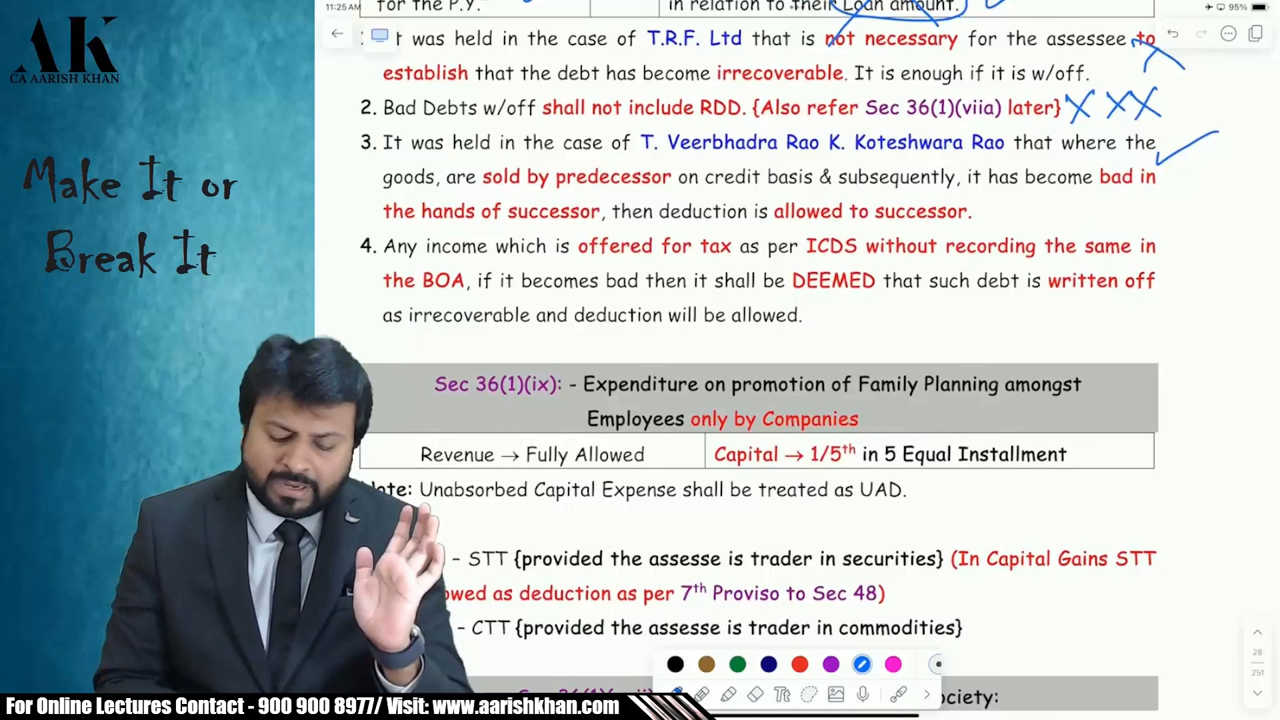 11:25 AM
95%
for the P.Y."
in relation to their Loan amount.
AK
CA AARISH KHAN
Make It or
Break It
t was held in the case of T.R.F. Ltd that is not necessary for the assessee to
establish that the debt has become irrecoverable. It is enough if it is w/off.
2. Bad Debts w/off shall not include RDD. {Also refer Sec 36(1)(viia) later}
3. It was held in the case of T. Veerbhadra Rao K. Koteshwara Rao that where the
goods, are sold by predecessor on credit basis & subsequently, it has become bad in
the hands of successor, then deduction is allowed to successor.
4. Any income which is offered for tax as per ICDS without recording the same in
the BOA, if it becomes bad then it shall be DEEMED that such debt is written off
as irrecoverable and deduction will be allowed.
Sec 36(1)(ix): - Expenditure on promotion of Family Planning amongst
Employees only by Companies
Revenue → Fully Allowed
Capital → 1/5th in 5 Equal Installment
Unabsorbed Capital Expense shall be treated as UAD.
- STT {provided the assesse is trader in securities} (In Capital Gains STT
owed as deduction as per 7th Proviso to Sec 48)
- CTT {provided the assesse is trader in commodities}
28
251
For Online Lectures Contact - 900 900 8977/ Visit: www.aarishkhan.com